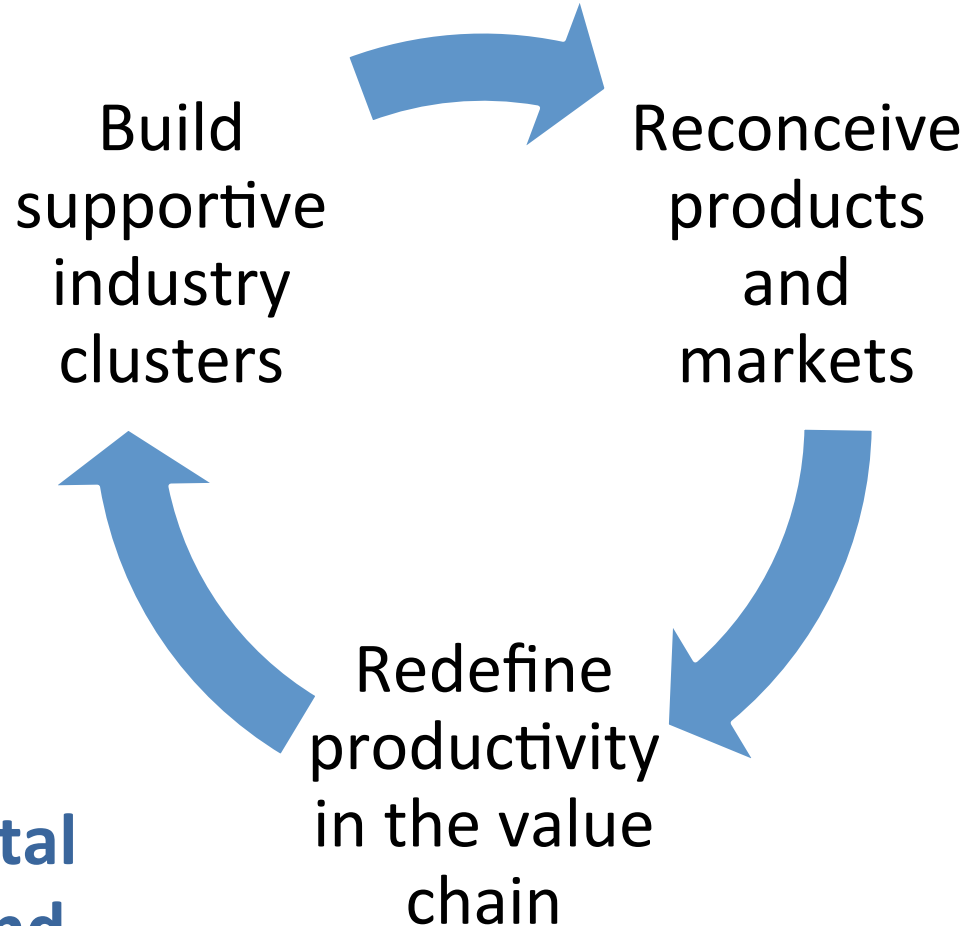 Build
supportive
industry
clusters
Reconceive
products
and
markets
Redefine
productivity
in the value
chain